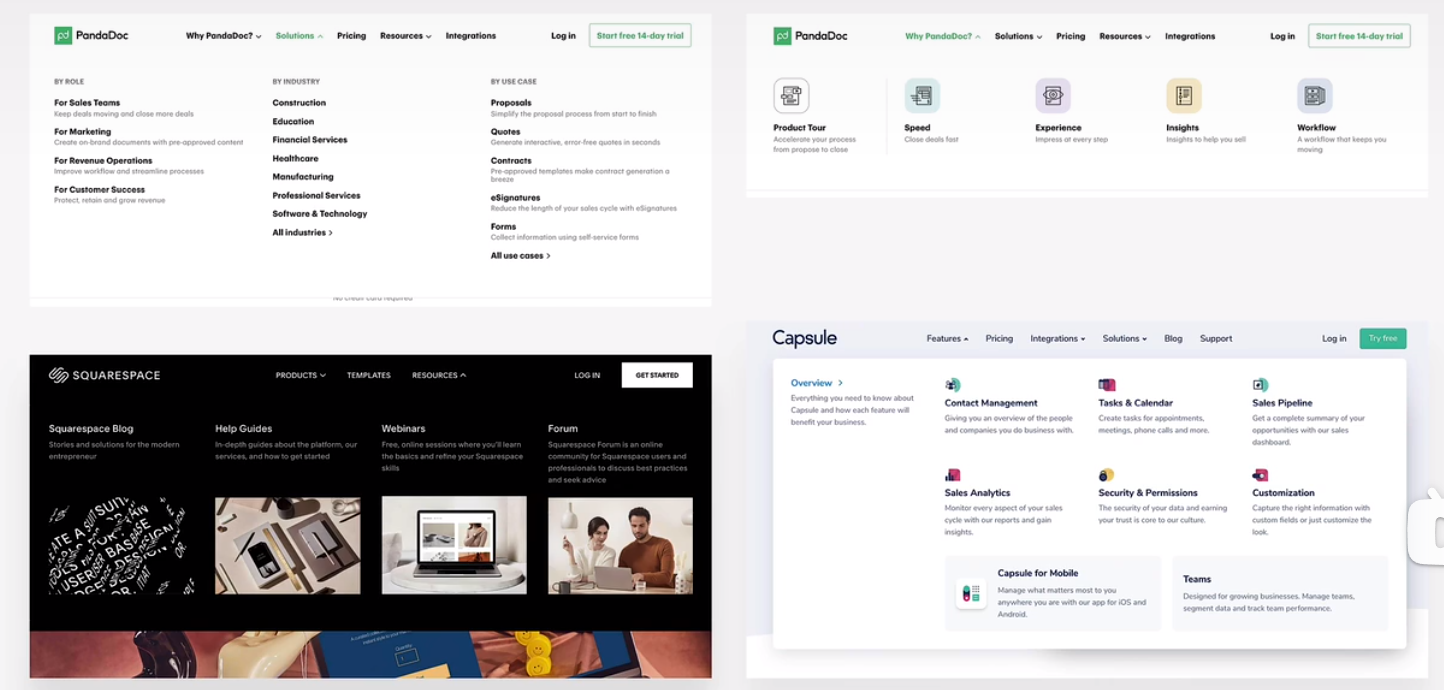 PandaDoc
Why PandaDoc?
Solutions
Pricing
Resources
Integrations
Log in
Start free 14-day trial
BY ROLE
For Sales Teams
Keep deals moving and close more deals
For Marketing
Create on-brand documents with pre-approved content
For Revenue Operations
Improve workflow and streamline processes
For Customer Success
Protect, retain and grow revenue
BY INDUSTRY
Construction
Education
Financial Services
Healthcare
Manufacturing
Professional Services
Software & Technology
All industries
BY USE CASE
Proposals
Simplify the proposal process from start to finish
Quotes
Generate interactive, error-free quotes in seconds
Contracts
Pre-approved templates make contract generation a
breeze
eSignatures
Reduce the length of your sales cycle with eSignatures
Forms
Collect information using self-service forms
All use cases
No credit card required
PandaDoc
Why PandaDoc?
Solutions
Pricing
Resources
Integrations
Log in
Start free 14-day trial
Product Tour
Accelerate your process
from propose to close
Speed
Close deals fast
Experience
Impress at every step
Insights
Insights to help you sell
Workflow
A workflow that keeps you
moving
SQUARESPACE
PRODUCTS
TEMPLATES
RESOURCES
LOG IN
GET STARTED
Squarespace Blog
Stories and solutions for the modern
entrepreneur
Help Guides
In-depth guides about the platform, our
services, and how to get started
Webinars
Free, online sessions where you'll learn
the basics and refine your Squarespace
skills
Forum
Squarespace Forum is an online
community for Squarespace users and
professionals to discuss best practices
and seek advice
Quantity
1
Capsule
Features
Pricing
Integrations
Solutions
Blog
Support
Log in
Try free
Overview
Everything you need to know about
Capsule and how each feature will
benefit your business.
Contact Management
Giving you an overview of the people
and companies you do business with.
Tasks & Calendar
Create tasks for appointments,
meetings, phone calls and more.
Sales Pipeline
Get a complete summary of your
opportunities with our sales
dashboard.
Sales Analytics
Monitor every aspect of your sales
cycle with our reports and gain
insights.
Security & Permissions
The security of your data and earning
your trust is core to our culture.
Customization
Capture the right information with
custom fields or just customize the
look.
Capsule for Mobile
Manage what matters most to you
anywhere you are with our app for iOS and
Android.
Teams
Designed for growing businesses. Manage teams,
segment data and track team performance.